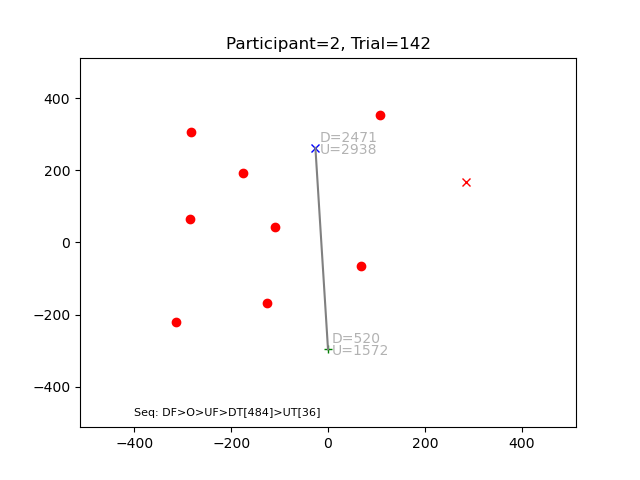 Participant=2, Trial=142
400
200
0
−200
−400
D=2471
U=2938
D=520
U=1572
Seq: DF>O>UF>DT[484]>UT[36]
−400 −200 0 200 400